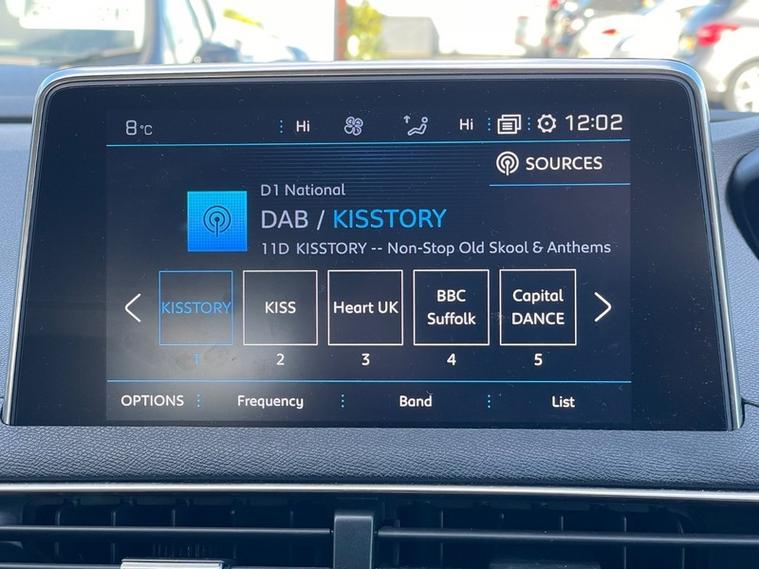 8°C Hi Hi 12:02
SOURCES
D1 National
DAB / KISSTORY
11D KISSTORY -- Non-Stop Old Skool & Anthems
KISSTORY KISS Heart UK BBC Suffolk Capital DANCE
1 2 3 4 5
OPTIONS Frequency Band List